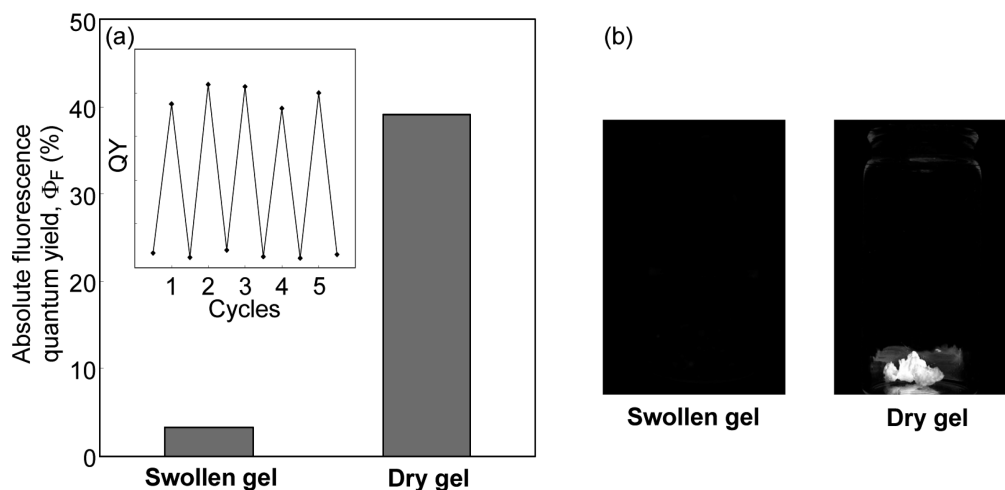 (a)
50
40
30
20
10
0
Absolute fluorescence
quantum yield, ΦF (%)
QY
1 2 3 4 5
Cycles
Swollen gel Dry gel
(b)
Swollen gel Dry gel